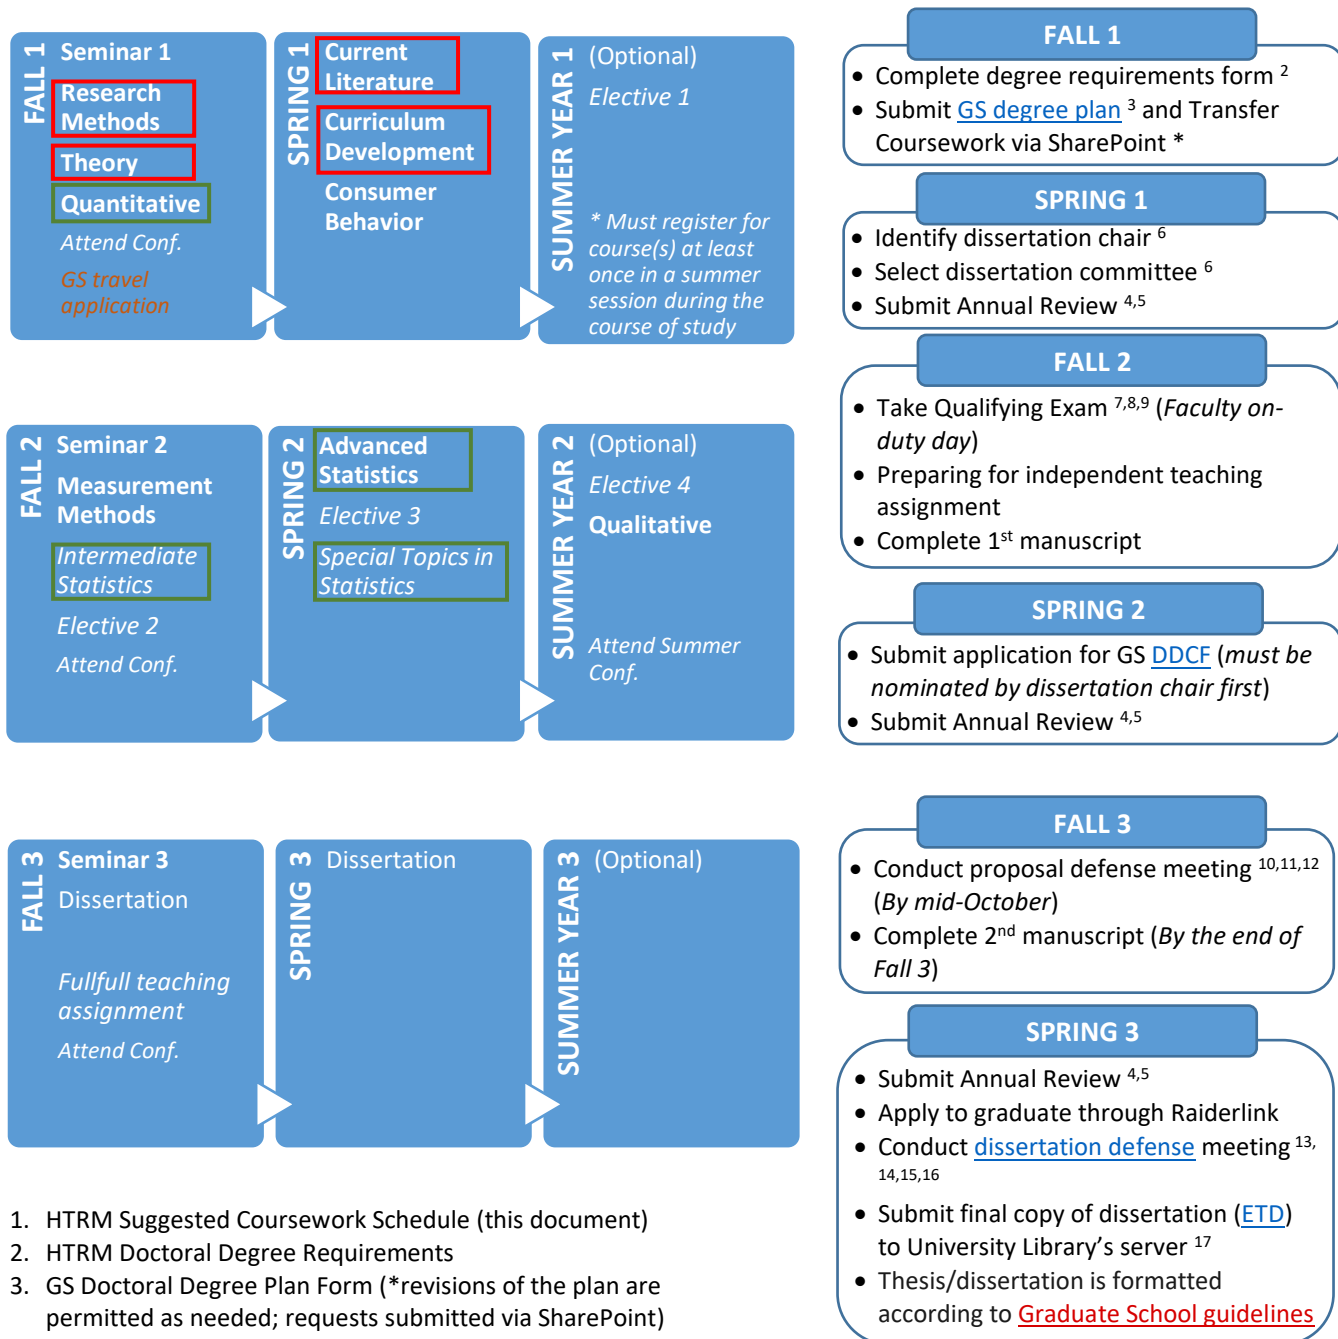 FALL 1
Seminar 1
Research
Methods
Theory
Quantitative
Attend Conf.
GS travel
application
SPRING 1
Current
Literature
Curriculum
Development
Consumer
Behavior
SUMMER YEAR 1
(Optional)
Elective 1
* Must register for
course(s) at least
once in a summer
session during the
course of study
FALL 2
Seminar 2
Measurement
Methods
Intermediate
Statistics
Elective 2
Attend Conf.
SPRING 2
Advanced
Statistics
Elective 3
Special Topics in
Statistics
SUMMER YEAR 2
(Optional)
Elective 4
Qualitative
Attend Summer
Conf.
FALL 3
Seminar 3
Dissertation
Fullfull teaching
assignment
Attend Conf.
SPRING 3
Dissertation
SUMMER YEAR 3
(Optional)
1. HTRM Suggested Coursework Schedule (this document)
2. HTRM Doctoral Degree Requirements
3. GS Doctoral Degree Plan Form (*revisions of the plan are
permitted as needed; requests submitted via SharePoint)
FALL 1
• Complete degree requirements form 2
• Submit GS degree plan 3 and Transfer
Coursework via SharePoint *
SPRING 1
• Identify dissertation chair 6
• Select dissertation committee 6
• Submit Annual Review 4,5
FALL 2
• Take Qualifying Exam 7,8,9 (Faculty on-
duty day)
• Preparing for independent teaching
assignment
• Complete 1st manuscript
SPRING 2
• Submit application for GS DDCF (must be
nominated by dissertation chair first)
• Submit Annual Review 4,5
FALL 3
• Conduct proposal defense meeting 10,11,12
(By mid-October)
• Complete 2nd manuscript (By the end of
Fall 3)
SPRING 3
• Submit Annual Review 4,5
• Apply to graduate through Raiderlink
• Conduct dissertation defense meeting 13,
14,15,16
• Submit final copy of dissertation (ETD)
to University Library's server 17
• Thesis/dissertation is formatted
according to Graduate School guidelines